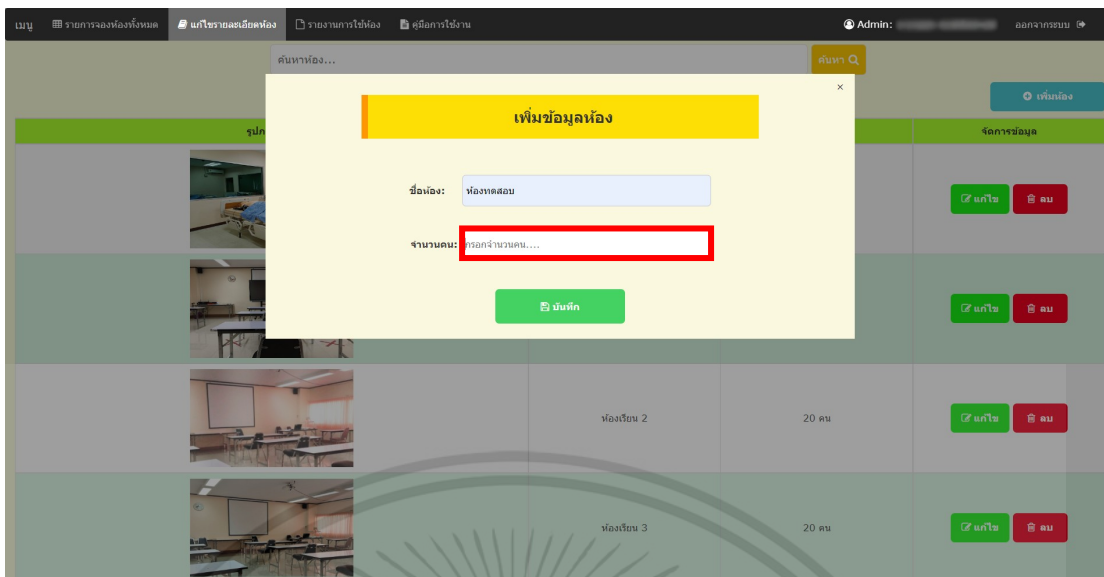 เมนู รายการจองห้องทั้งหมด แก้ไขรายละเอียดห้อง รายงานการใช้ห้อง คู่มือการใช้งาน Admin: ออกจากระบบ
ค้นหาห้อง... ค้นหา
×
เพิ่มห้อง
เพิ่มข้อมูลห้อง
รูปภ จัดการข้อมูล
ชื่อห้อง: ห้องทดสอบ
แก้ไข ลบ
จำนวนคน: กรอกจำนวนคน....
บันทึก
แก้ไข ลบ
ห้องเรียน 2 20 คน แก้ไข ลบ
ห้องเรียน 3 20 คน แก้ไข ลบ